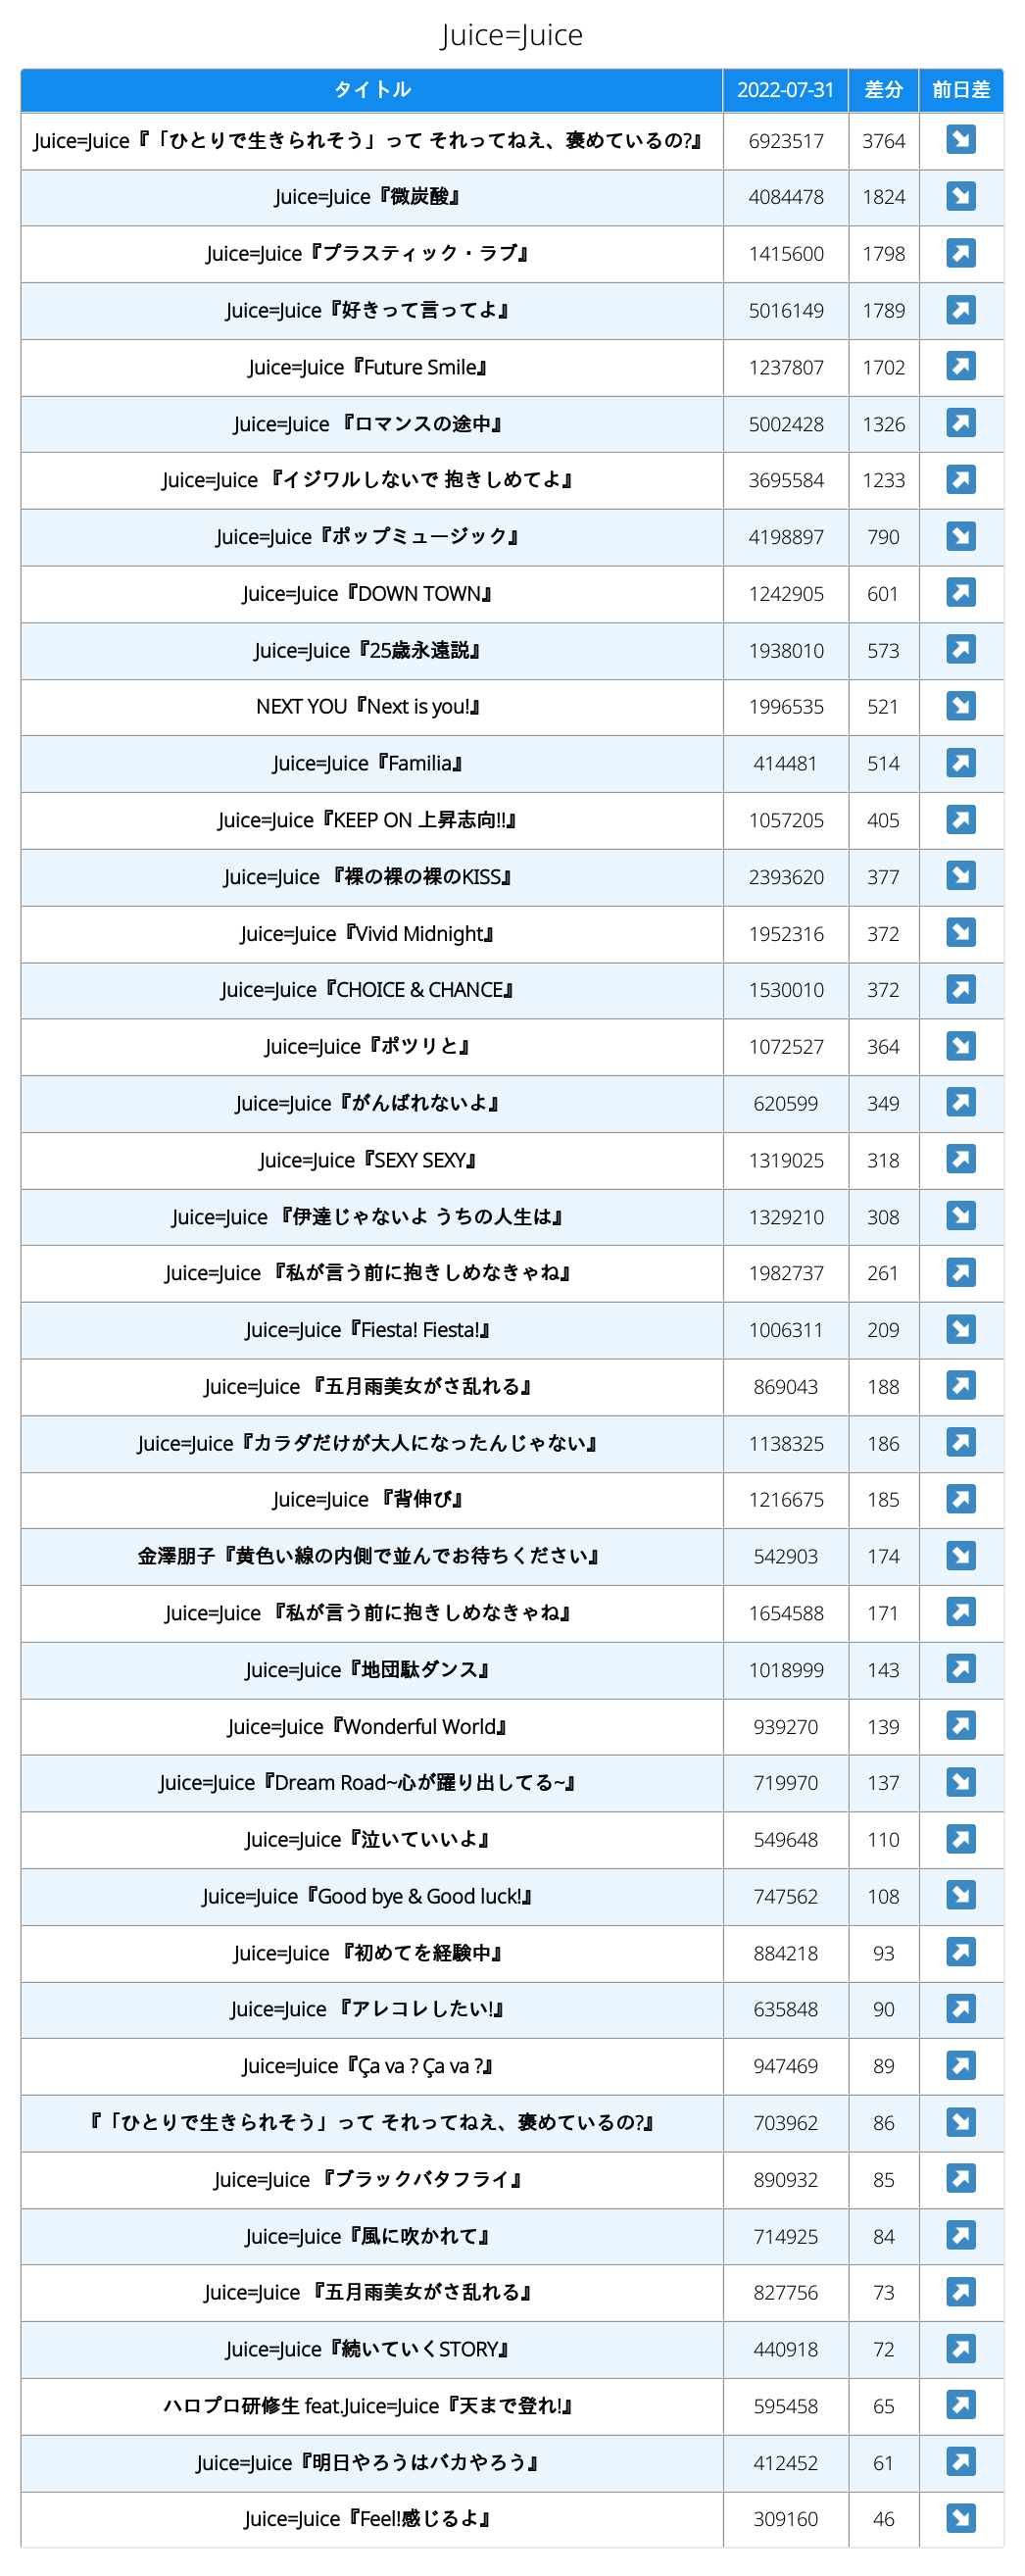 Juice=Juice
タイトル 2022-07-31 差分 前日差
Juice=Juice『「ひとりで生きられそう」って それってねえ、褒めているの?』 6923517 3764 ↘
Juice=Juice『微炭酸』 4084478 1824 ↘
Juice=Juice『プラスティック・ラブ』 1415600 1798 ↗
Juice=Juice『好きって言ってよ』 5016149 1789 ↗
Juice=Juice『Future Smile』 1237807 1702 ↗
Juice=Juice 『ロマンスの途中』 5002428 1326 ↗
Juice=Juice 『イジワルしないで 抱きしめてよ』 3695584 1233 ↗
Juice=Juice『ポップミュージック』 4198897 790 ↘
Juice=Juice『DOWN TOWN』 1242905 601 ↗
Juice=Juice『25歳永遠説』 1938010 573 ↗
NEXT YOU『Next is you!』 1996535 521 ↘
Juice=Juice『Familia』 414481 514 ↗
Juice=Juice『KEEP ON 上昇志向!!』 1057205 405 ↗
Juice=Juice 『裸の裸の裸のKISS』 2393620 377 ↘
Juice=Juice『Vivid Midnight』 1952316 372 ↘
Juice=Juice『CHOICE & CHANCE』 1530010 372 ↗
Juice=Juice『ポツリと』 1072527 364 ↘
Juice=Juice『がんばれないよ』 620599 349 ↗
Juice=Juice『SEXY SEXY』 1319025 318 ↗
Juice=Juice 『伊達じゃないよ うちの人生は』 1329210 308 ↘
Juice=Juice 『私が言う前に抱きしめなきゃね』 1982737 261 ↗
Juice=Juice『Fiesta! Fiesta!』 1006311 209 ↘
Juice=Juice 『五月雨美女がさ乱れる』 869043 188 ↗
Juice=Juice『カラダだけが大人になったんじゃない』 1138325 186 ↗
Juice=Juice 『背伸び』 1216675 185 ↗
金澤朋子『黄色い線の内側で並んでお待ちください』 542903 174 ↘
Juice=Juice 『私が言う前に抱きしめなきゃね』 1654588 171 ↗
Juice=Juice『地団駄ダンス』 1018999 143 ↗
Juice=Juice『Wonderful World』 939270 139 ↗
Juice=Juice『Dream Road~心が躍り出してる~』 719970 137 ↘
Juice=Juice『泣いていいよ』 549648 110 ↗
Juice=Juice『Good bye & Good luck!』 747562 108 ↘
Juice=Juice 『初めてを経験中』 884218 93 ↗
Juice=Juice 『アレコレしたい!』 635848 90 ↗
Juice=Juice『Ça va ? Ça va ?』 947469 89 ↗
『「ひとりで生きられそう」って それってねえ、褒めているの?』 703962 86 ↘
Juice=Juice 『ブラックバタフライ』 890932 85 ↗
Juice=Juice『風に吹かれて』 714925 84 ↗
Juice=Juice 『五月雨美女がさ乱れる』 827756 73 ↗
Juice=Juice『続いていくSTORY』 440918 72 ↗
ハロプロ研修生 feat.Juice=Juice『天まで登れ!』 595458 65 ↗
Juice=Juice『明日やろうはバカやろう』 412452 61 ↗
Juice=Juice『Feel!感じるよ』 309160 46 ↘